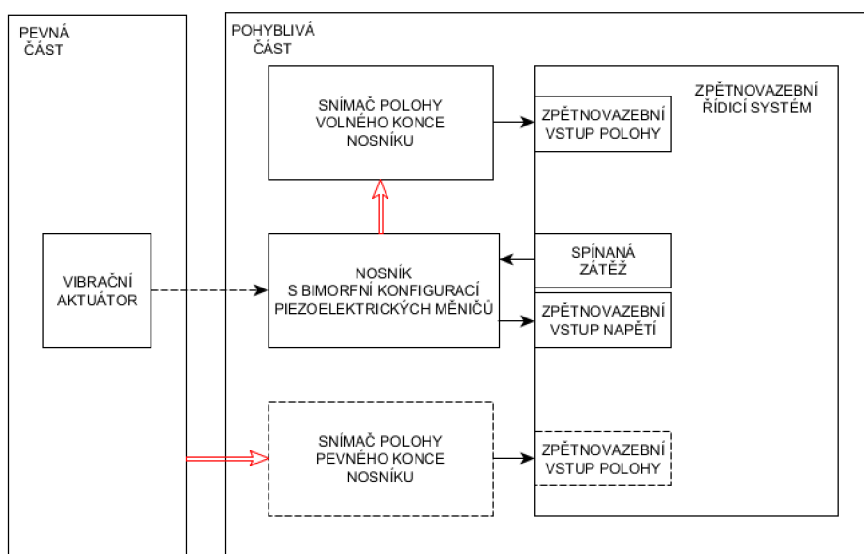 PEVNÁ
ČÁST
POHYBLIVÁ
ČÁST
ZPĚTNOVAZEBNÍ
ŘÍDICÍ SYSTÉM
SNÍMAČ POLOHY
VOLNÉHO KONCE
NOSNÍKU
ZPĚTNOVAZEBNÍ
VSTUP POLOHY
VIBRAČNÍ
AKTUÁTOR
NOSNÍK
S BIMORFNÍ KONFIGURACÍ
PIEZOELEKTRICKÝCH MĚNIČŮ
SPÍNANÁ
ZÁTĚŽ
ZPĚTNOVAZEBNÍ
VSTUP NAPĚTÍ
SNÍMAČ POLOHY
PEVNÉHO KONCE
NOSNÍKU
ZPĚTNOVAZEBNÍ
VSTUP POLOHY